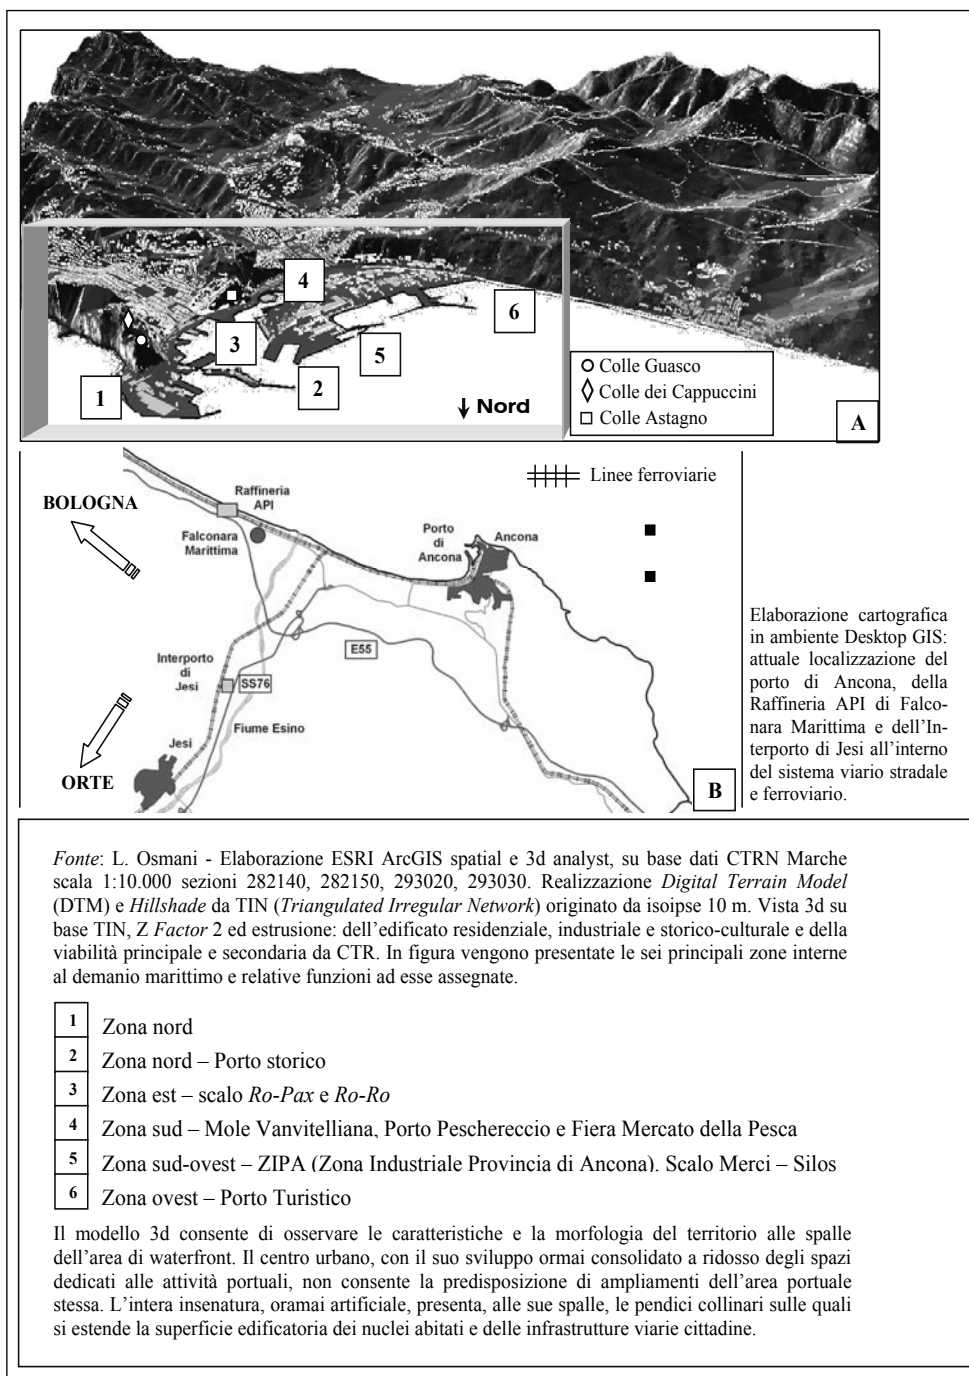 4
6
3
5
2
1
Nord
Colle Guasco
Colle dei Cappuccini
Colle Astagno
A
Linee ferroviarie
BOLOGNA
Raffineria
API
Falconara
Marittima
Porto
di
Ancona
Ancona
E55
Interporto
di
Jesi
SS76
Fiume Esino
Jesi
ORTE
B
Elaborazione cartografica
in ambiente Desktop GIS:
attuale localizzazione del
porto di Ancona, della
Raffineria API di Falco-
nara Marittima e dell'In-
terporto di Jesi all'interno
del sistema viario stradale
e ferroviario.
Fonte: L. Osmani - Elaborazione ESRI ArcGIS spatial e 3d analyst, su base dati CTRN Marche
scala 1:10.000 sezioni 282140, 282150, 293020, 293030. Realizzazione Digital Terrain Model
(DTM) e Hillshade da TIN (Triangulated Irregular Network) originato da isoipse 10 m. Vista 3d su
base TIN, Z Factor 2 ed estrusione: dell'edificato residenziale, industriale e storico-culturale e della
viabilità principale e secondaria da CTR. In figura vengono presentate le sei principali zone interne
al demanio marittimo e relative funzioni ad esse assegnate.
1 Zona nord
2 Zona nord – Porto storico
3 Zona est – scalo Ro-Pax e Ro-Ro
4 Zona sud – Mole Vanvitelliana, Porto Peschereccio e Fiera Mercato della Pesca
5 Zona sud-ovest – ZIPA (Zona Industriale Provincia di Ancona), Scalo Merci – Silos
6 Zona ovest – Porto Turistico
Il modello 3d consente di osservare le caratteristiche e la morfologia del territorio alle spalle
dell'area di waterfront. Il centro urbano, con il suo sviluppo ormai consolidato a ridosso degli spazi
dedicati alle attività portuali, non consente la predisposizione di ampliamenti dell'area portuale
stessa. L'intera insenatura, oramai artificiale, presenta, alle sue spalle, le pendici collinari sulle quali
si estende la superficie edificatoria dei nuclei abitati e delle infrastrutture viarie cittadine.